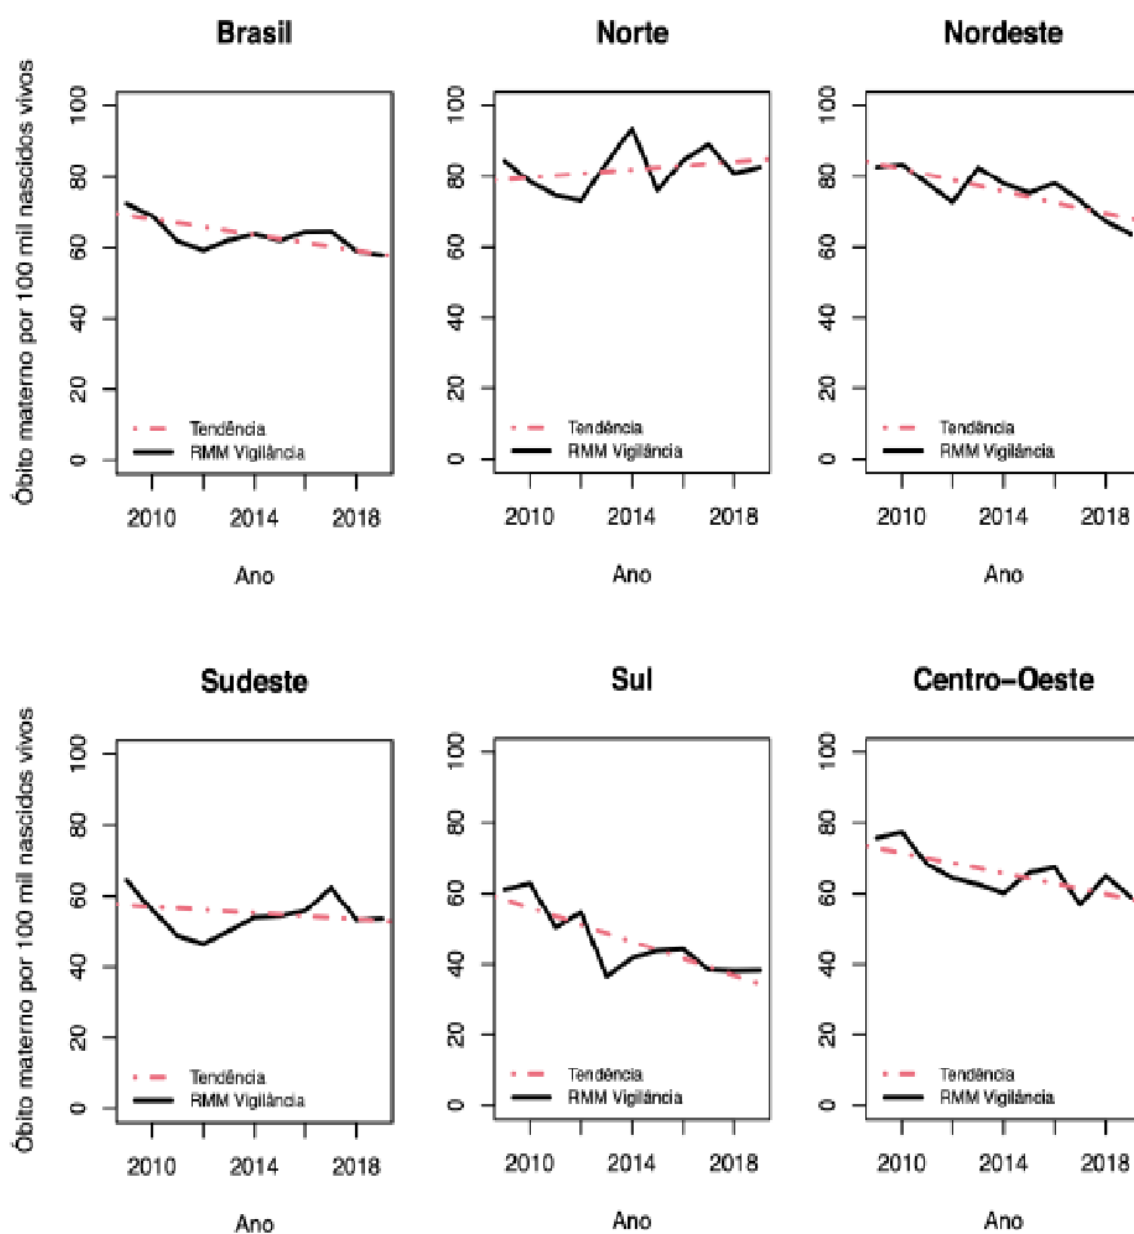 Brasil
Norte
Nordeste
Óbito materno por 100 mil nascidos vivos
100
80
60
40
20
0
Tendência
RMM Vigilância
2010
2014
2018
Ano
100
80
60
40
20
0
Tendência
RMM Vigilância
2010
2014
2018
Ano
100
80
60
40
20
0
Tendência
RMM Vigilância
2010
2014
2018
Ano
Sudeste
Sul
Centro-Oeste
Óbito materno por 100 mil nascidos vivos
100
80
60
40
20
0
Tendência
RMM Vigilância
2010
2014
2018
Ano
100
80
60
40
20
0
Tendência
RMM Vigilância
2010
2014
2018
Ano
100
80
60
40
20
0
Tendência
RMM Vigilância
2010
2014
2018
Ano